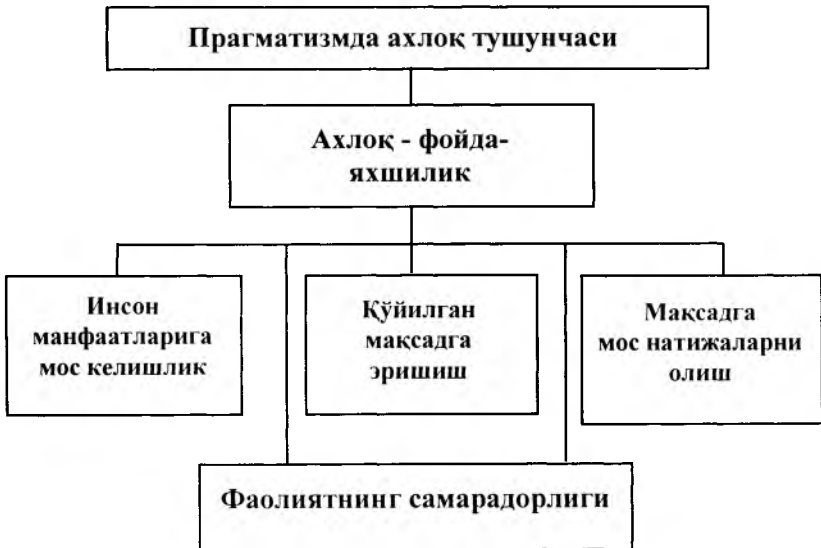 Прагматизмда ахлоқ тушунчаси
Ахлоқ - фойда-
яхшилик
Инсон
манфаатларига
мос келишлик
Қўйилган
мақсадга
эришиш
Мақсадга
мос натижаларни
олиш
Фаолиятнинг самарадорлиги